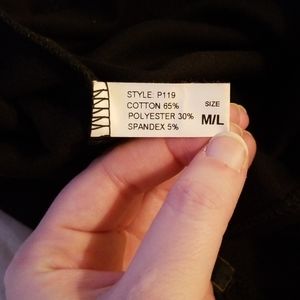 STYLE: P119
COTTON 65%
POLYESTER 30%
SPANDEX 5%
SIZE
M/L